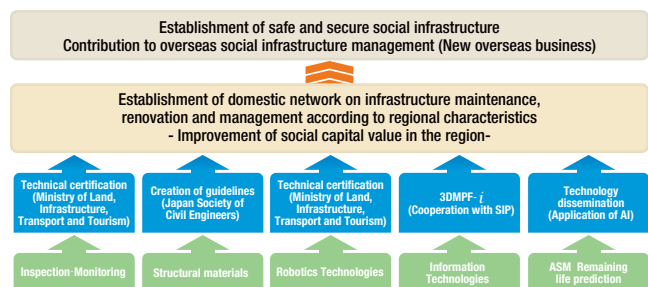 Establishment of safe and secure social infrastructure
Contribution to overseas social infrastructure management (New overseas business)
Establishment of domestic network on infrastructure maintenance,
renovation and management according to regional characteristics
- Improvement of social capital value in the region-
Technical certification
(Ministry of Land,
Infrastructure,
Transport and Tourism)
Creation of guidelines
(Japan Society of
Civil Engineers)
Technical certification
(Ministry of Land,
Infrastructure,
Transport and Tourism)
3DMPF-i
(Cooperation with SIP)
Technology
dissemination
(Application of AI)
Inspection·Monitoring
Structural materials
Robotics Technologies
Information
Technologies
ASM Remaining
life prediction